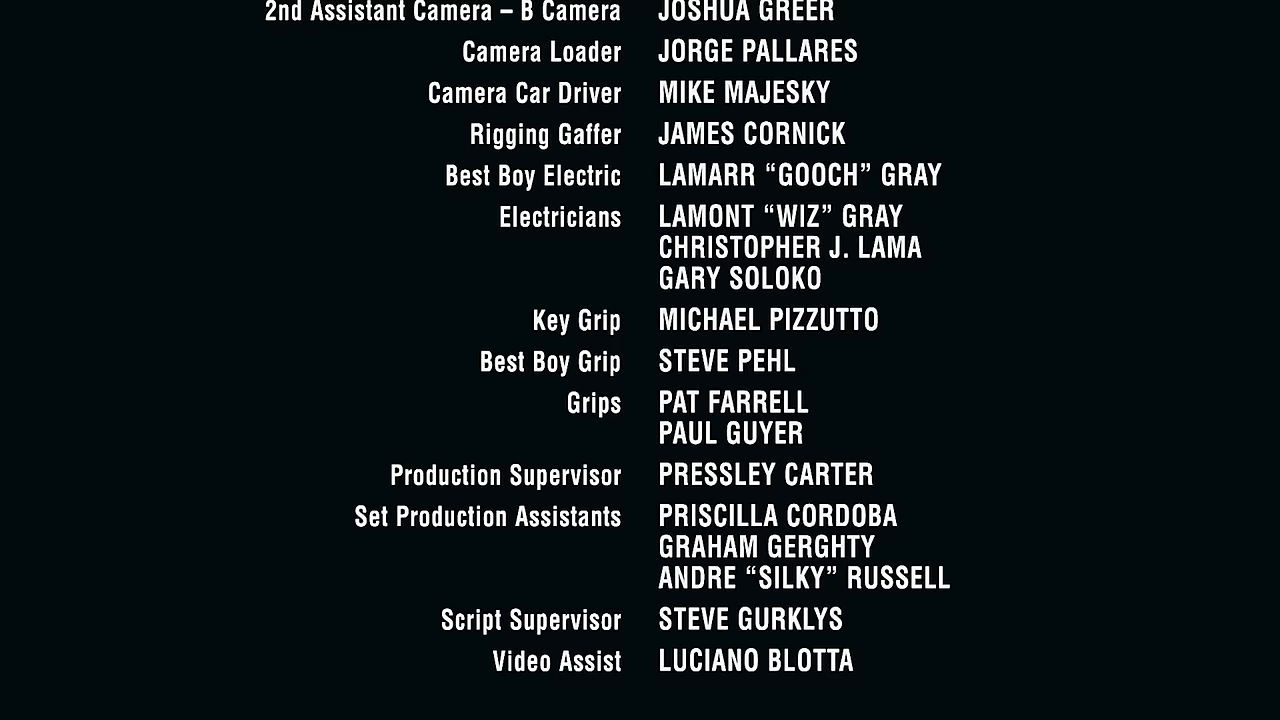 2nd Assistant Camera – B Camera JOSHUA GREER
Camera Loader JORGE PALLARES
Camera Car Driver MIKE MAJESKY
Rigging Gaffer JAMES CORNICK
Best Boy Electric LAMARR “GOOCH” GRAY
Electricians LAMONT “WIZ” GRAY
CHRISTOPHER J. LAMA
GARY SOLOKO
Key Grip MICHAEL PIZZUTTO
Best Boy Grip STEVE PEHL
Grips PAT FARRELL
PAUL GUYER
Production Supervisor PRESSLEY CARTER
Set Production Assistants PRISCILLA CORDOBA
GRAHAM GERGHTY
ANDRE “SILKY” RUSSELL
Script Supervisor STEVE GURKLYS
Video Assist LUCIANO BLOTTA